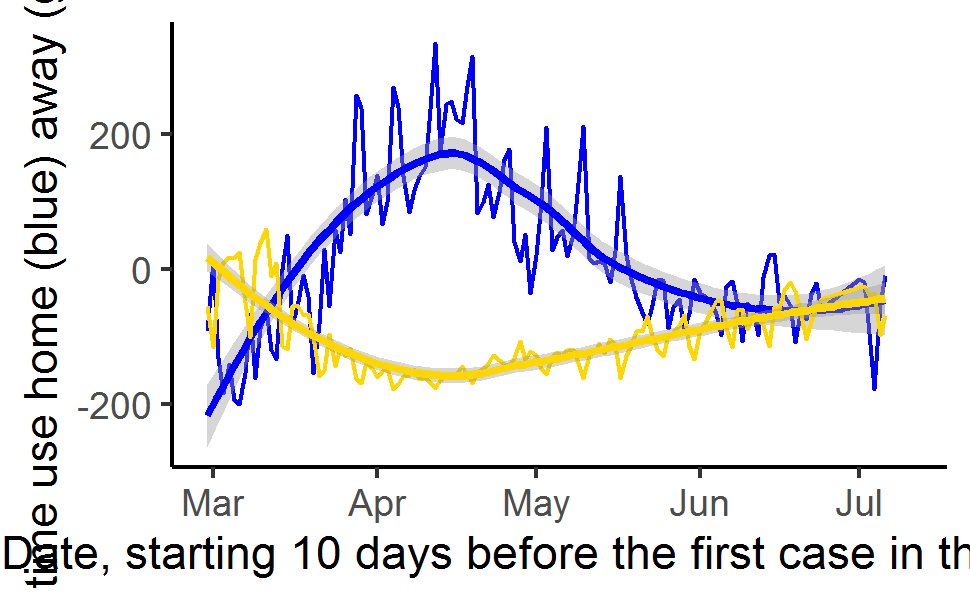 time use home (blue) away (
200
0
-200
Mar Apr May Jun Jul
Date, starting 10 days before the first case in th